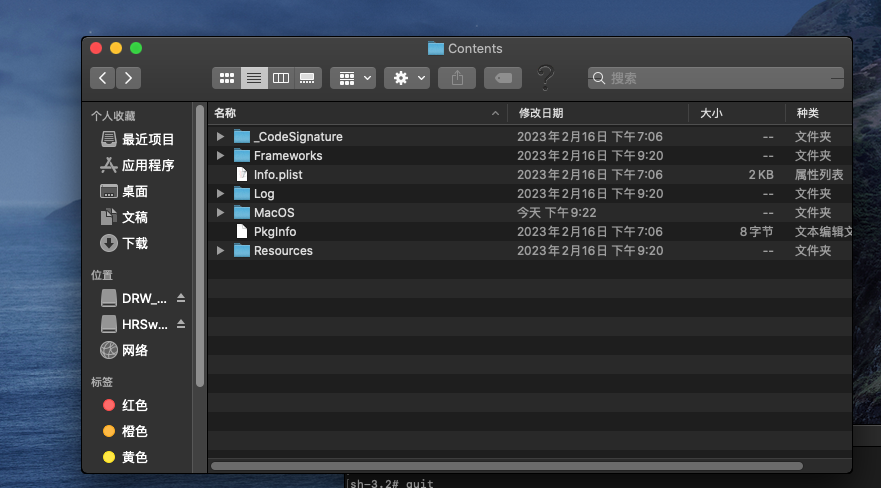 Contents
搜索
个人收藏
最近项目
应用程序
桌面
文稿
下载
位置
DRW_...
HRSw...
网络
标签
红色
橙色
黄色
名称 修改日期 大小 种类
_CodeSignature 2023年2月16日 下午7:06 -- 文件夹
Frameworks 2023年2月16日 下午9:20 -- 文件夹
Info.plist 2023年2月16日 下午7:06 2 KB 属性列表
Log 2023年2月16日 下午9:20 -- 文件夹
MacOS 今天 下午9:22 -- 文件夹
PkgInfo 2023年2月16日 下午7:06 8字节 文本编辑文
Resources 2023年2月16日 下午9:20 -- 文件夹
sh-3.2# quit